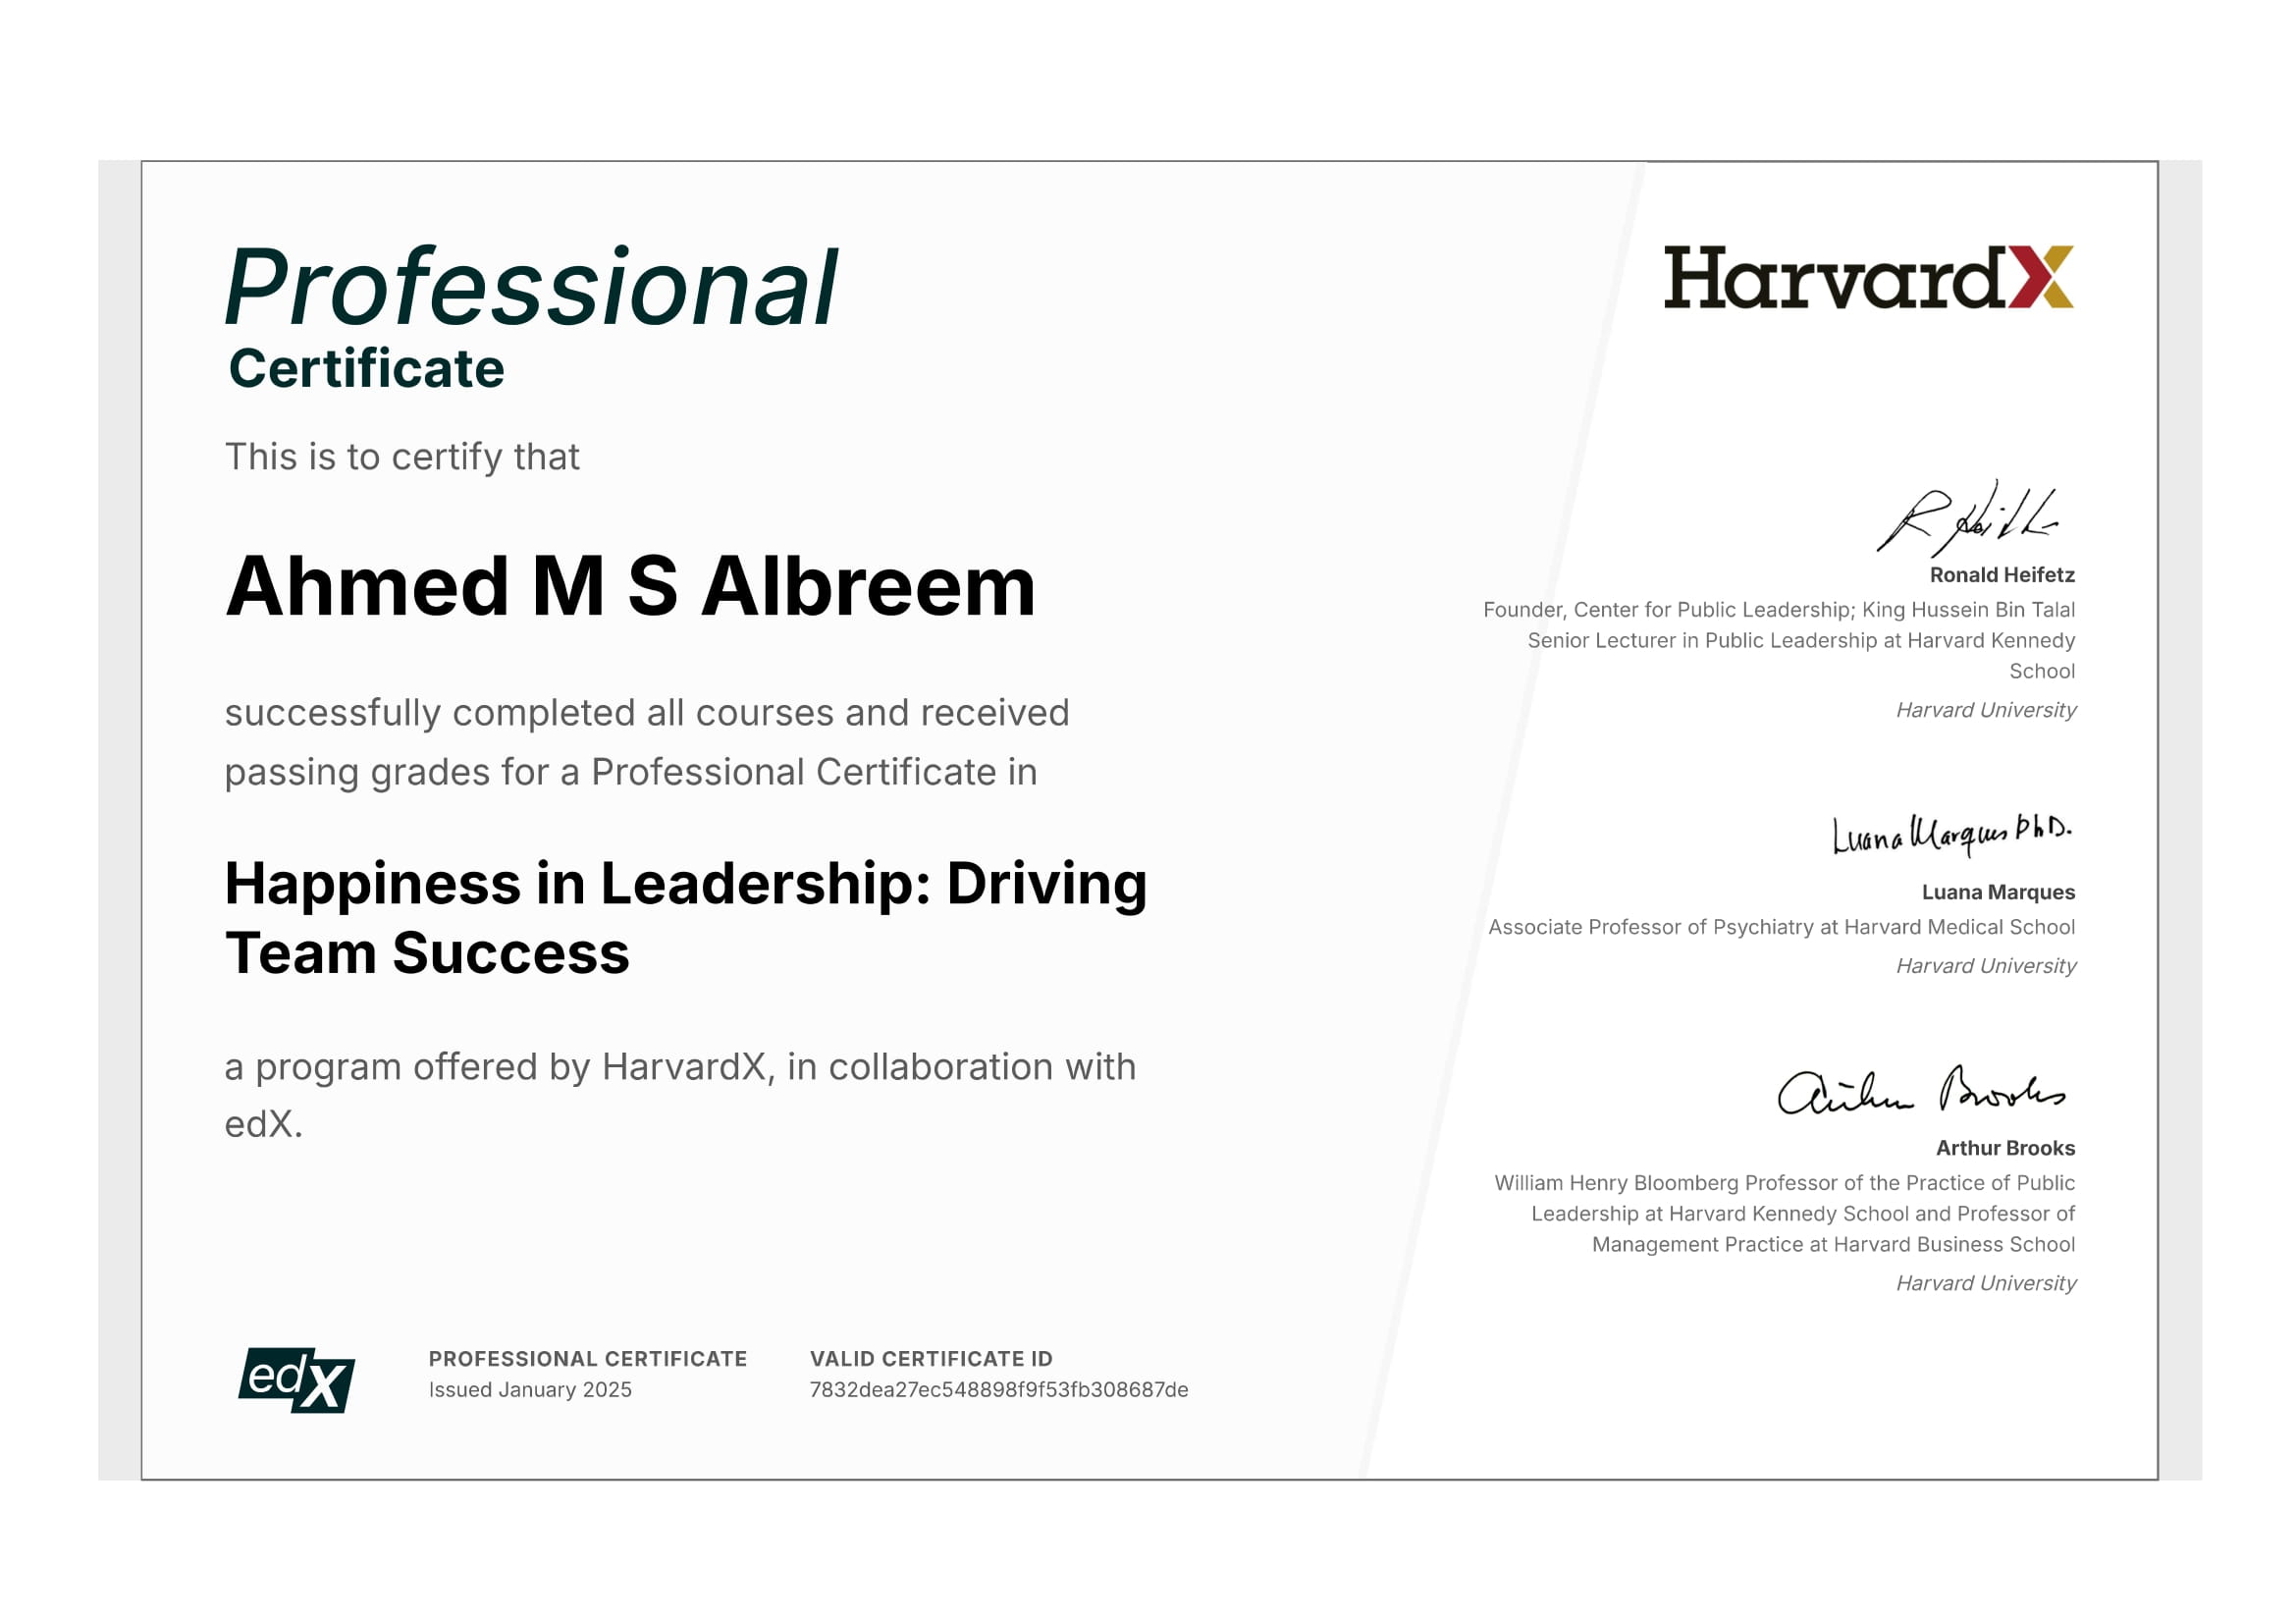 Professional
Certificate
This is to certify that
Ahmed M S Albreem
successfully completed all courses and received
passing grades for a Professional Certificate in
Happiness in Leadership: Driving
Team Success
a program offered by HarvardX, in collaboration with
edX.
edX
PROFESSIONAL CERTIFICATE
Issued January 2025
VALID CERTIFICATE ID
7832dea27ec548898f9f53fb308687de
HarvardX
R Heifetz
Ronald Heifetz
Founder, Center for Public Leadership; King Hussein Bin Talal
Senior Lecturer in Public Leadership at Harvard Kennedy
School
Harvard University
Luana Marques PhD.
Luana Marques
Associate Professor of Psychiatry at Harvard Medical School
Harvard University
Arthur Brooks
Arthur Brooks
William Henry Bloomberg Professor of the Practice of Public
Leadership at Harvard Kennedy School and Professor of
Management Practice at Harvard Business School
Harvard University